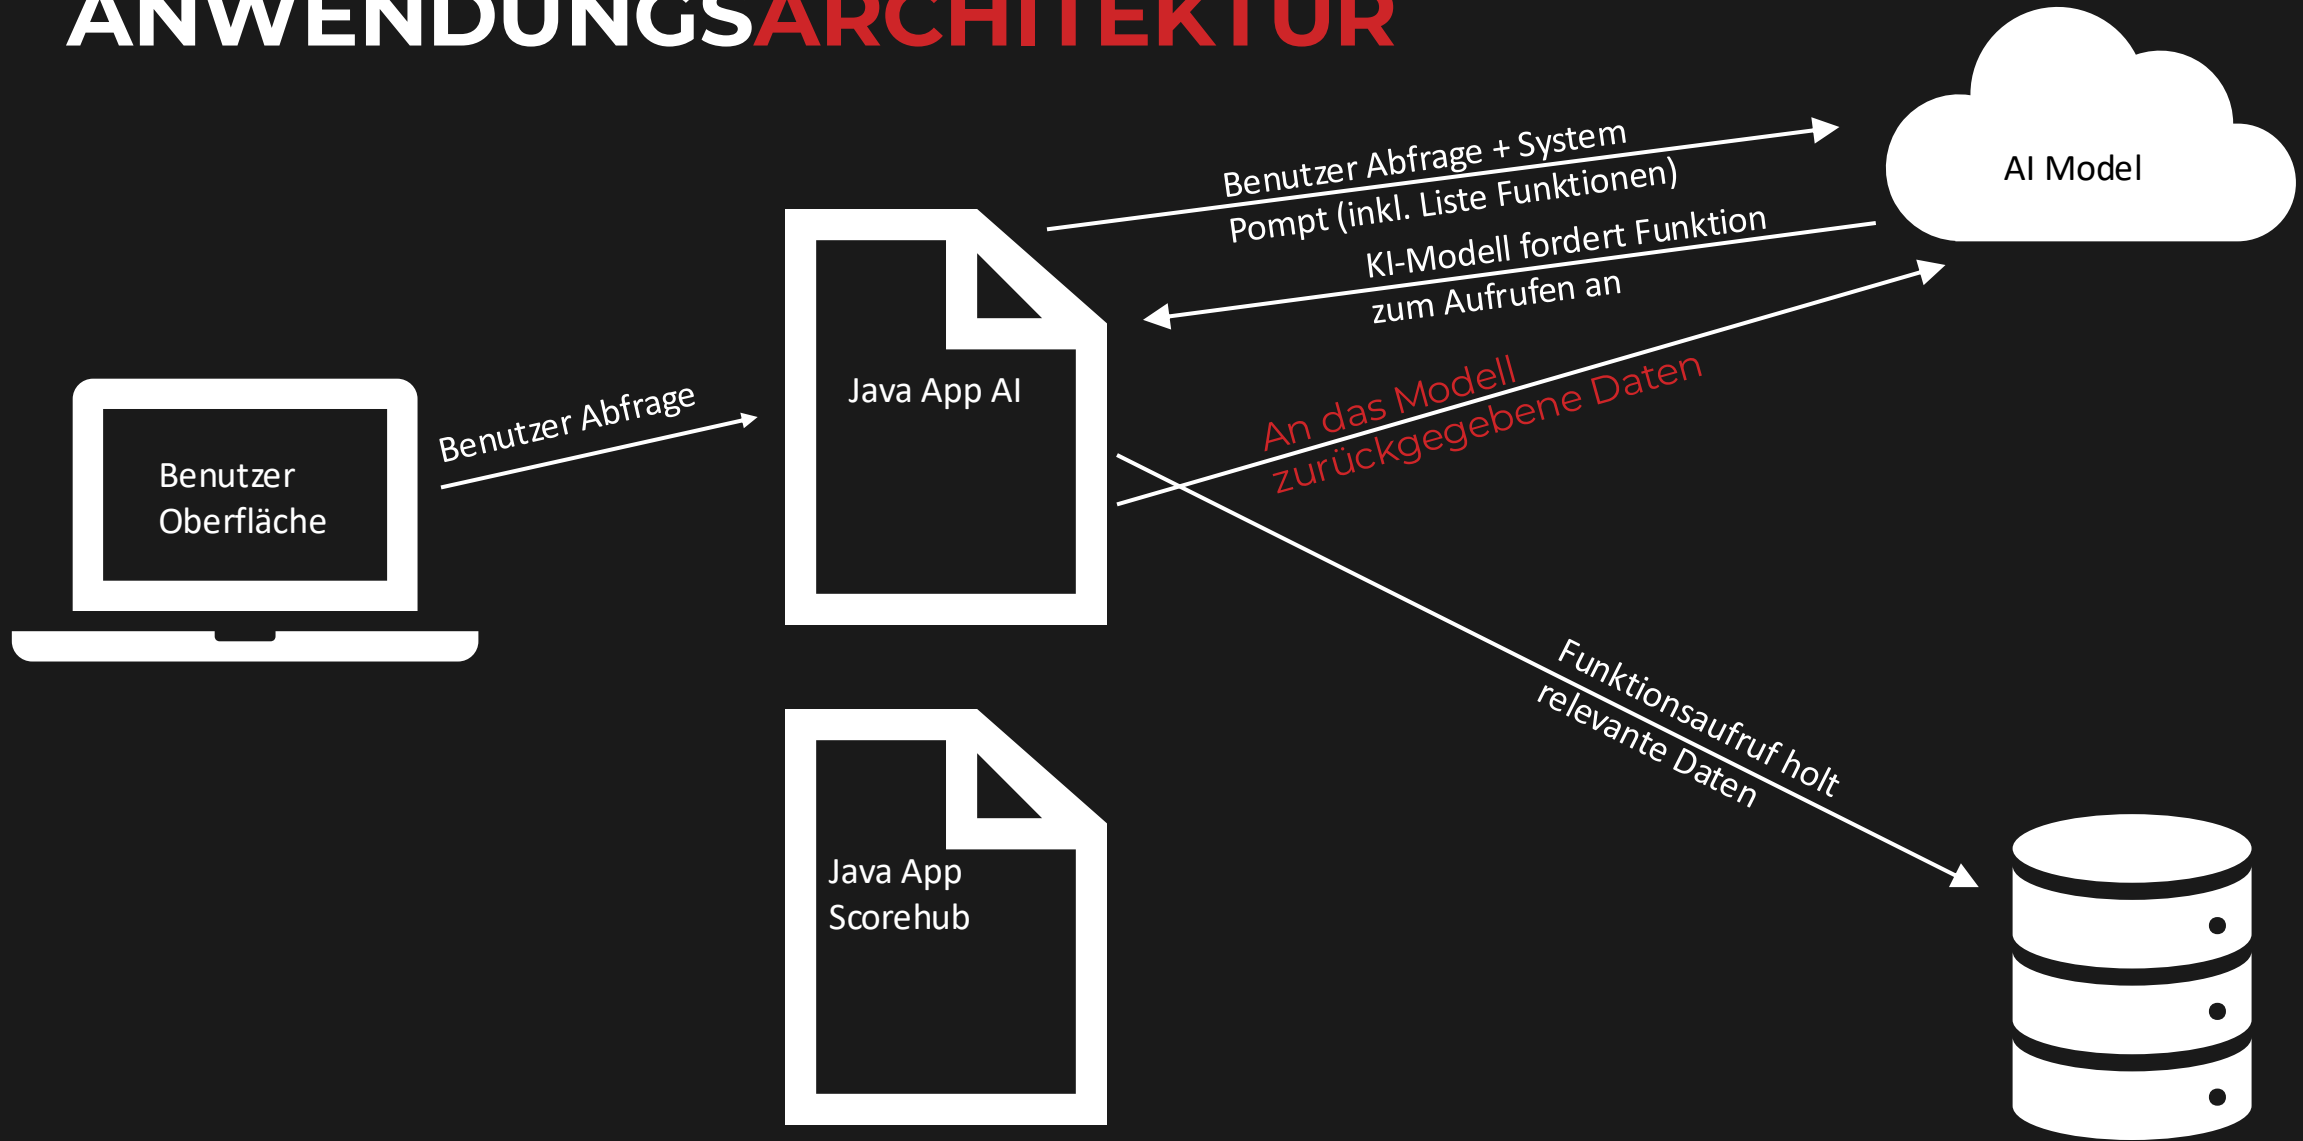 ANWENDUNGSARCHITEKTUR
Benutzer Abfrage + System
Pompt (inkl. Liste Funktionen)
AI Model
KI-Modell fordert Funktion
zum Aufrufen an
Java App AI
An das Modell
zurückgegebene Daten
Benutzer Abfrage
Benutzer
Oberfläche
Funktionsaufruf holt
relevante Daten
Java App
Scorehub